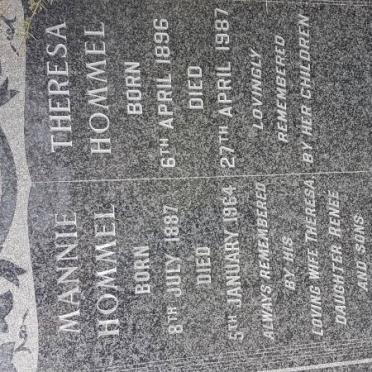 MANNIE
HOMMEL
BORN
8TH JULY 1887
DIED
5TH JANUARY 1964
ALWAYS REMEMBERED
BY HIS
LOVING WIFE THERESA
DAUGHTER RENEE
AND SONS
THERESA
HOMMEL
BORN
6TH APRIL 1896
DIED
27TH APRIL 1987
LOVINGLY
REMEMBERED
BY HER CHILDREN